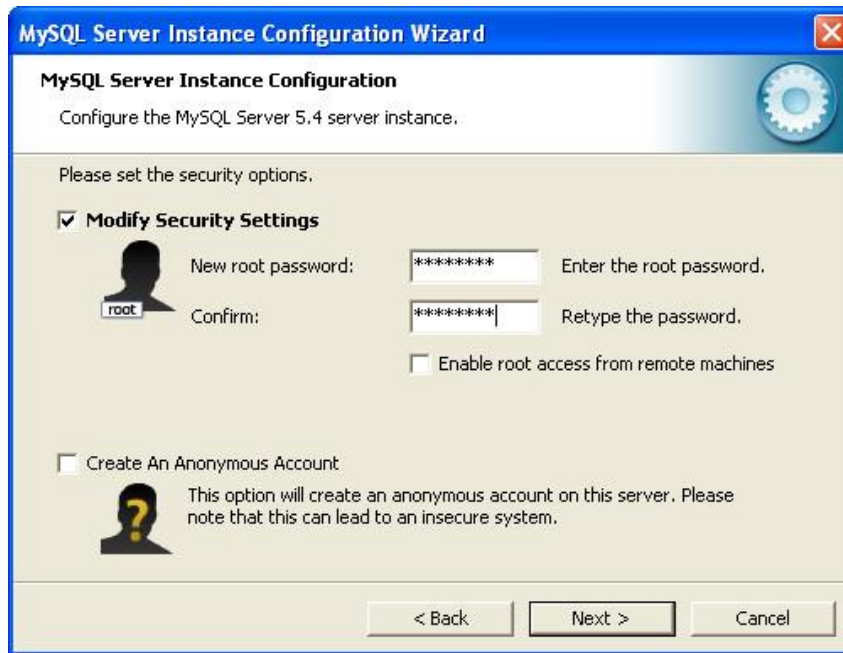 MySQL Server Instance Configuration Wizard
MySQL Server Instance Configuration
Configure the MySQL Server 5.4 server instance.
Please set the security options.
Modify Security Settings
New root password: ******** Enter the root password.
root
Confirm: ******** Retype the password.
Enable root access from remote machines
Create An Anonymous Account
This option will create an anonymous account on this server. Please
note that this can lead to an insecure system.
?
< Back Next > Cancel